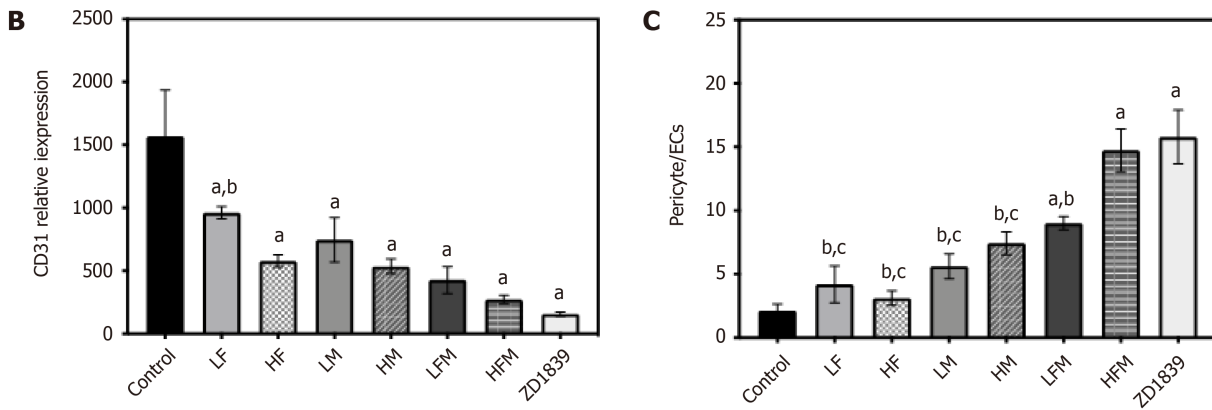 B
CD31 relative iexpression
2500
2000
1500
1000
500
0
a,b
a
a
a
a
a
a
Control
LF
HF
LM
HM
LFM
HFM
ZD1839
C
Pericyte/ECs
25
20
15
10
5
0
b,c
b,c
b,c
b,c
a,b
a
a
Control
LF
HF
LM
HM
LFM
HFM
ZD1839